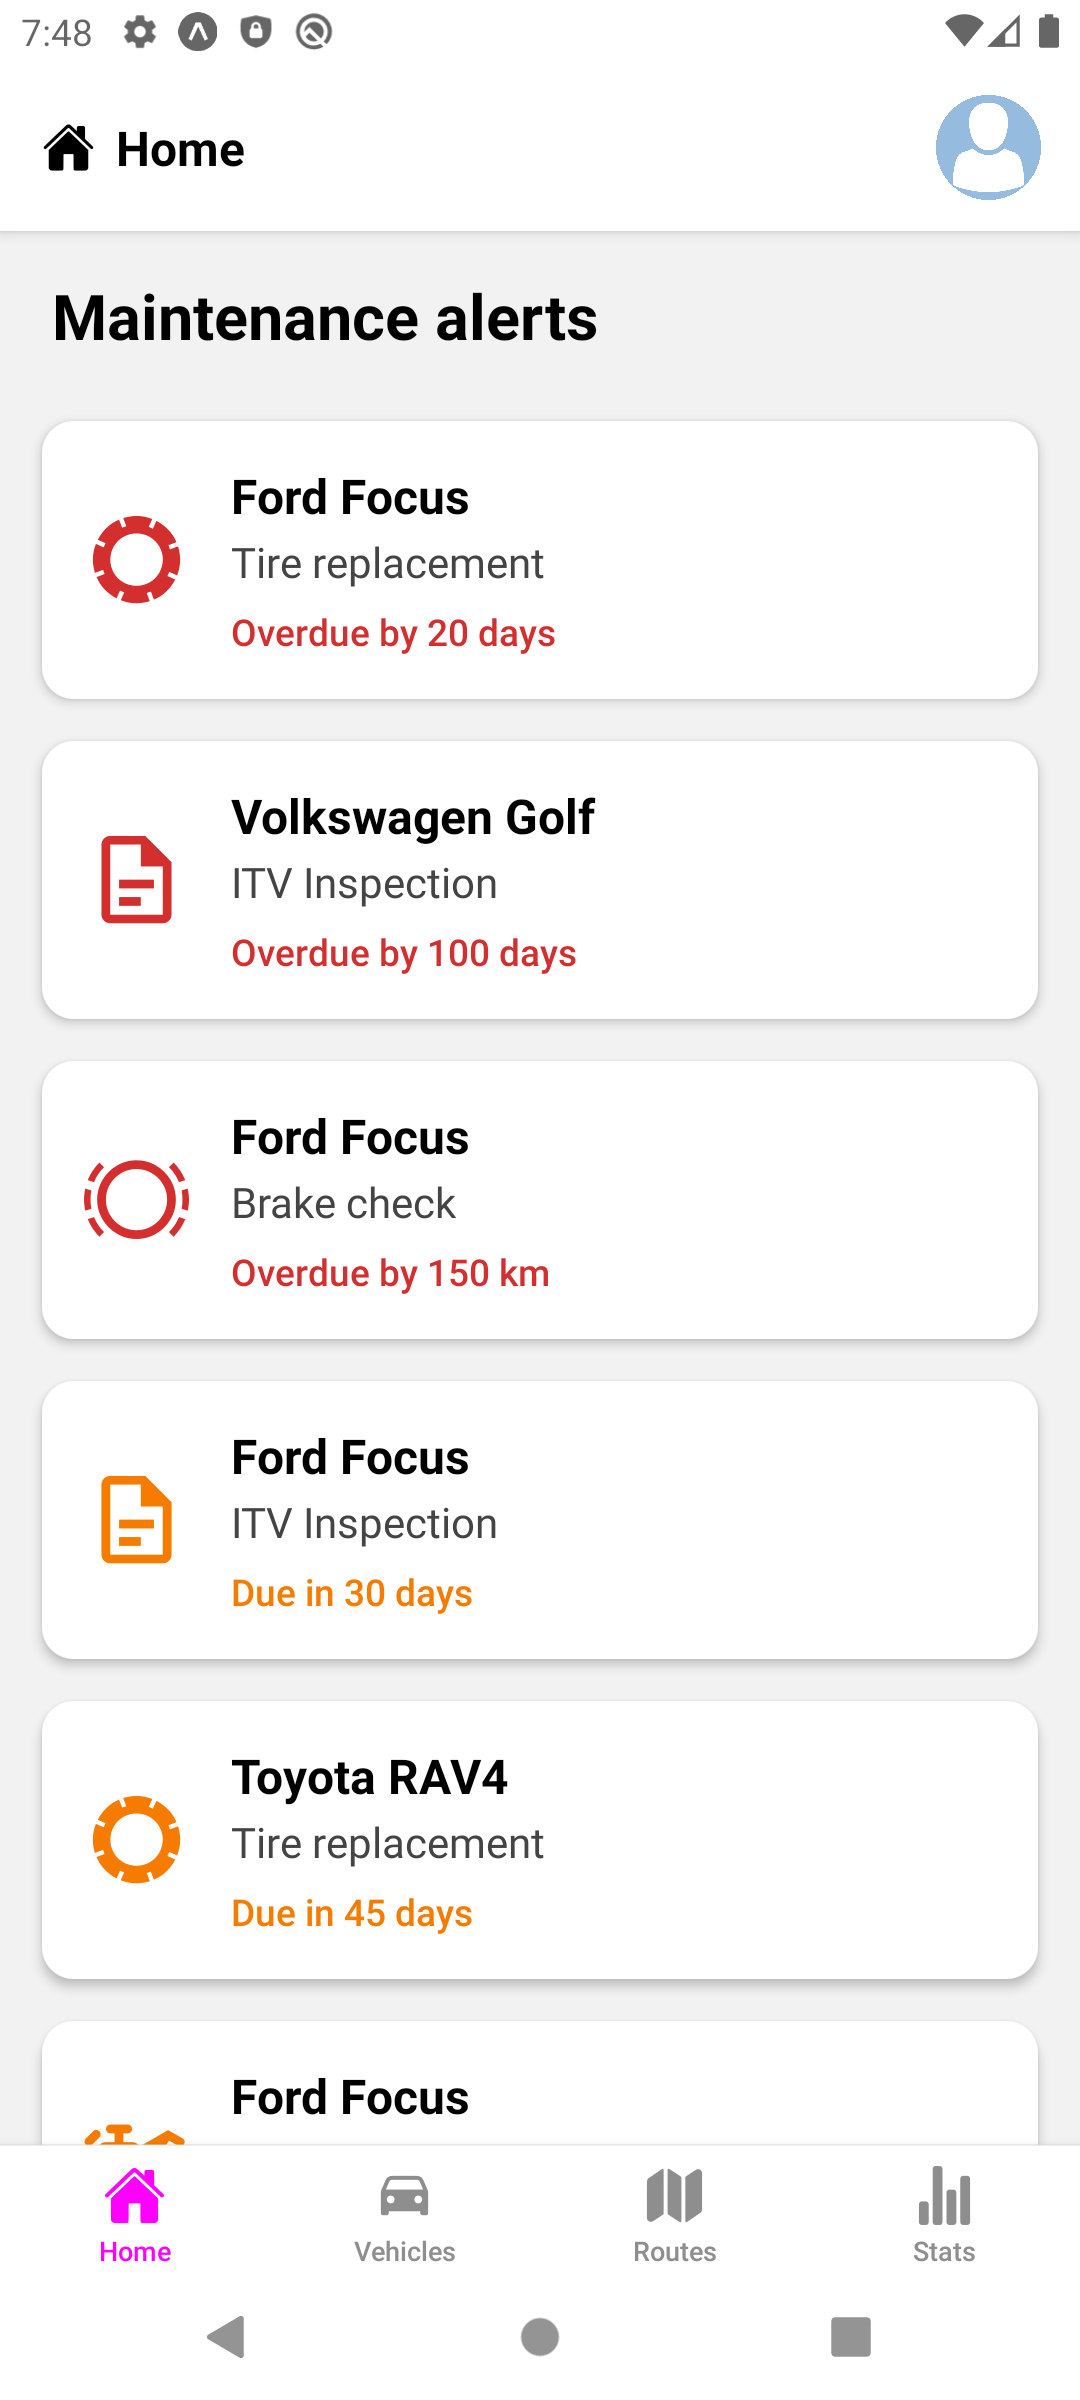 7:48
Home
Maintenance alerts
Ford Focus
Tire replacement
Overdue by 20 days
Volkswagen Golf
ITV Inspection
Overdue by 100 days
Ford Focus
Brake check
Overdue by 150 km
Ford Focus
ITV Inspection
Due in 30 days
Toyota RAV4
Tire replacement
Due in 45 days
Ford Focus
Home
Vehicles
Routes
Stats